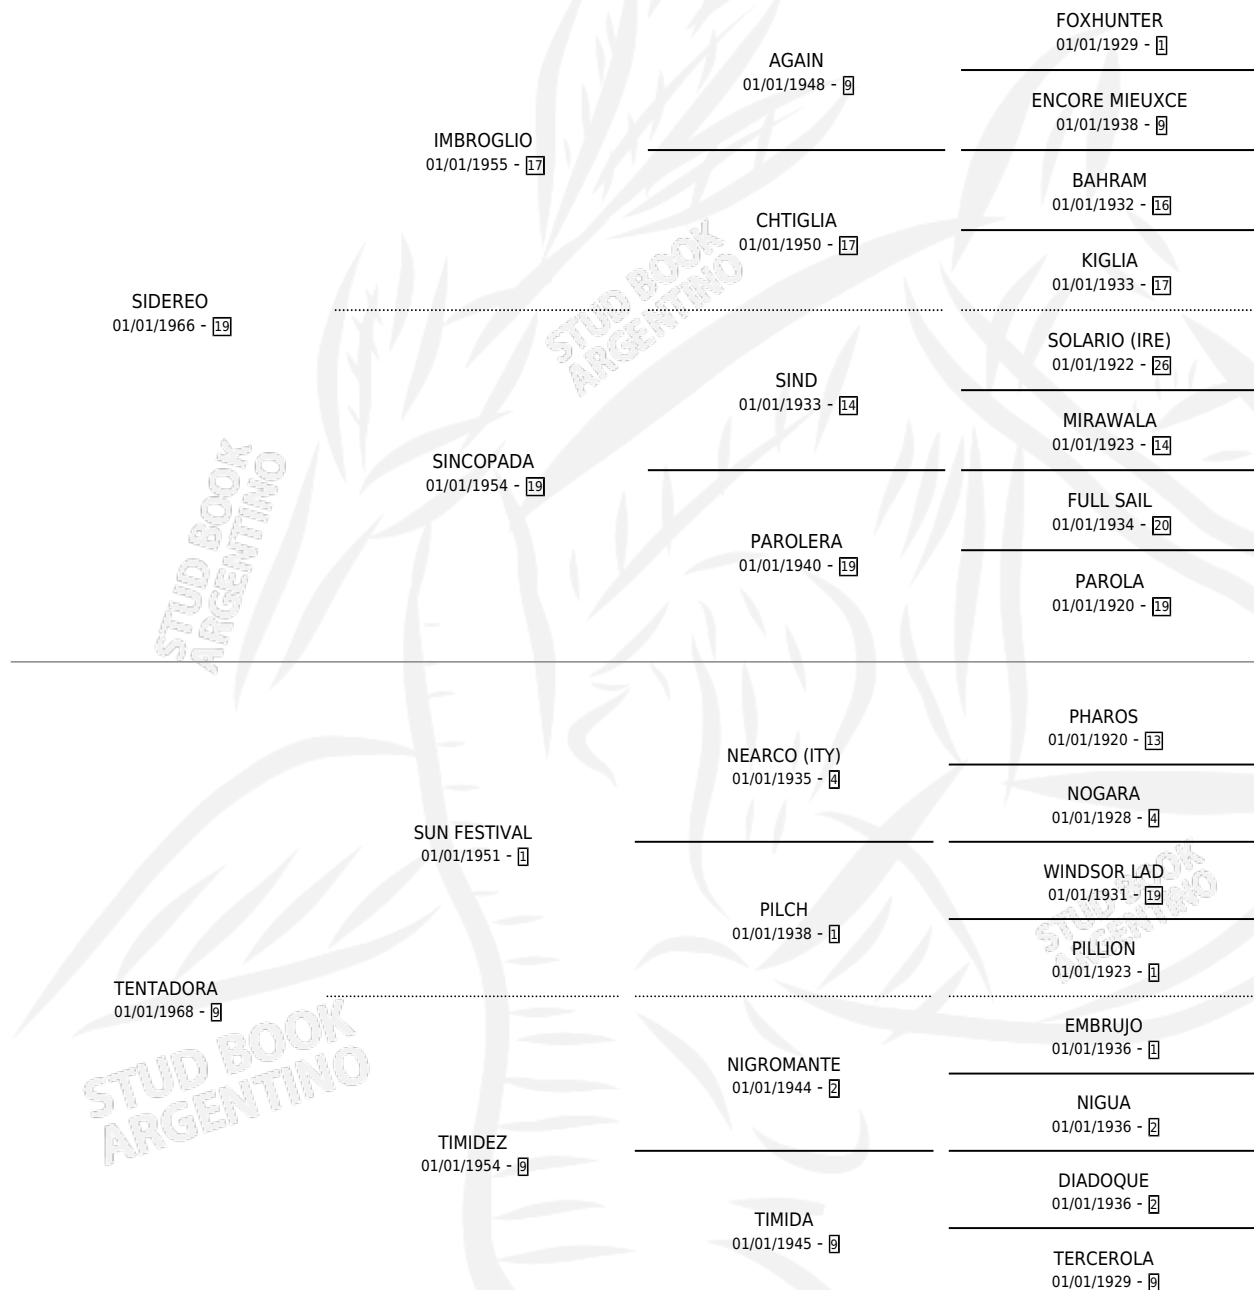 FOXHUNTER
01/01/1929 - 1
AGAIN
01/01/1948 - 9
ENCORE MIEUXCE
01/01/1938 - 9
IMBROGLIO
01/01/1955 - 17
BAHRAM
01/01/1932 - 16
CHTIGLIA
01/01/1950 - 17
KIGLIA
01/01/1933 - 17
SIDEREO
01/01/1966 - 19
STUD BOOK
ARGENTINO
SOLARIO (IRE)
01/01/1922 - 26
SIND
01/01/1933 - 14
MIRAWALA
01/01/1923 - 14
SINCOPADA
01/01/1954 - 19
FULL SAIL
01/01/1934 - 20
PAROLERA
01/01/1940 - 19
PAROLA
01/01/1920 - 19
STUD BOOK
ARGENTINO
PHAROS
01/01/1920 - 13
NEARCO (ITY)
01/01/1935 - 4
NOGARA
01/01/1928 - 4
SUN FESTIVAL
01/01/1951 - 1
WINDSOR LAD
01/01/1931 - 19
PILCH
01/01/1938 - 1
STUD BOOK
ARGENTINO
PILLION
01/01/1923 - 1
TENTADORA
01/01/1968 - 9
EMBRUJO
01/01/1936 - 1
STUD BOOK
ARGENTINO
NIGROMANTE
01/01/1944 - 2
NIGUA
01/01/1936 - 2
TIMIDEZ
01/01/1954 - 9
DIADOQUE
01/01/1936 - 2
TIMIDA
01/01/1945 - 9
TERCEROLA
01/01/1929 - 9